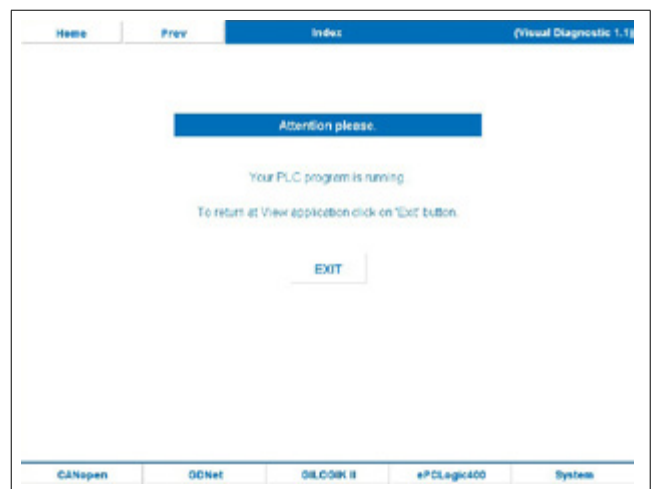 Home Prev Index (Visual Diagnostic 1.1)
Attention please.
Your PLC program is running
To return at View application click on 'Exit' button.
EXIT
CANopen GDNet GILOGIK II ePCLogic400 System